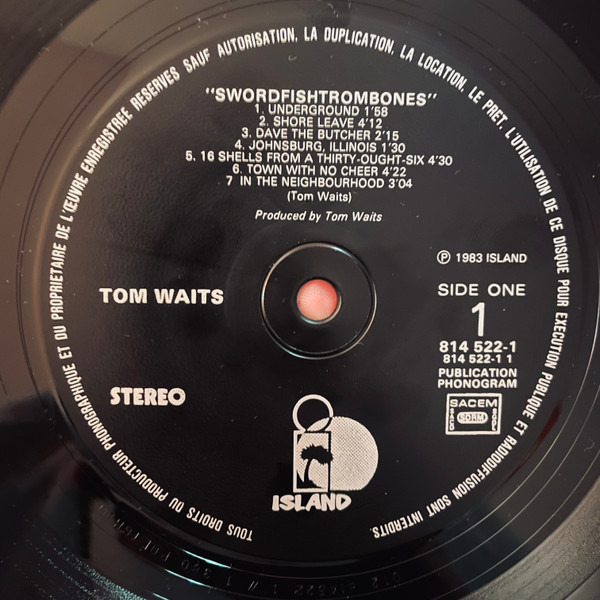 TOUS DROITS DU PRODUCTEUR PHONOGRAPHIQUE ET DU PROPRIETAIRE DE L'ŒUVRE ENREGISTREE RESERVES SAUF AUTORISATION, LA DUPLICATION, LA LOCATION, LE PRET, L'UTILISATION DE CE DISQUE POUR EXECUTION PUBLIQUE ET RADIODIFFUSION SONT INTERDITS.
"SWORDFISHTROMBONES"
1. UNDERGROUND 1'58
2. SHORE LEAVE 4'12
3. DAVE THE BUTCHER 2'15
4. JOHNSBURG, ILLINOIS 1'30
5. 16 SHELLS FROM A THIRTY-OUGHT-SIX 4'30
6. TOWN WITH NO CHEER 4'22
7 IN THE NEIGHBOURHOOD 3'04
(Tom Waits)
Produced by Tom Waits
℗ 1983 ISLAND
TOM WAITS
SIDE ONE
1
814 522-1
814 522-1 1
PUBLICATION
PHONOGRAM
STEREO
SACEM
SDRM
ISLAND